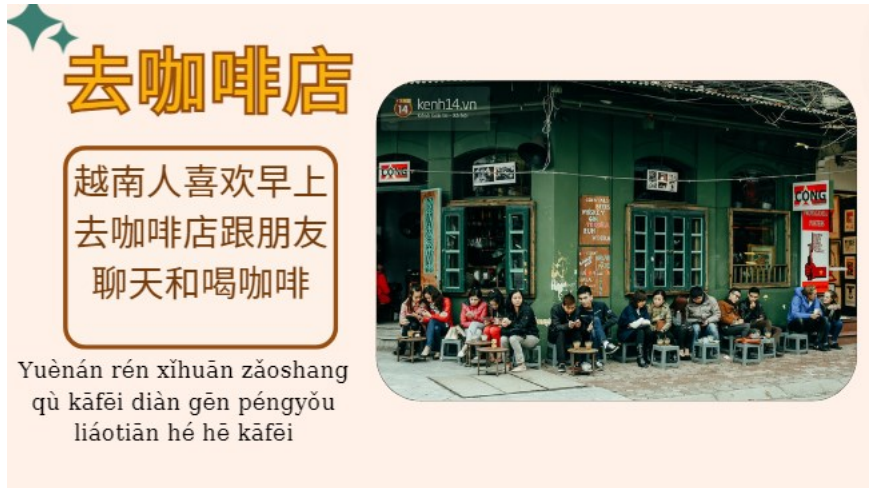 去咖啡店
越南人喜欢早上
去咖啡店跟朋友
聊天和喝咖啡
Yuènán rén xǐhuān zǎoshang
qù kāfēi diàn gēn péngyǒu
liáotiān hé hē kāfēi
14 kenh14.vn
CỘNG
CỘNG